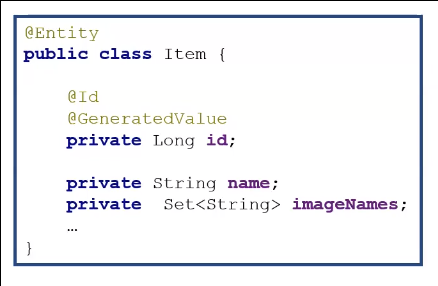 @Entity
public class Item {
@Id
@GeneratedValue
private Long id;
private String name;
private Set<String> imageNames;
…
}